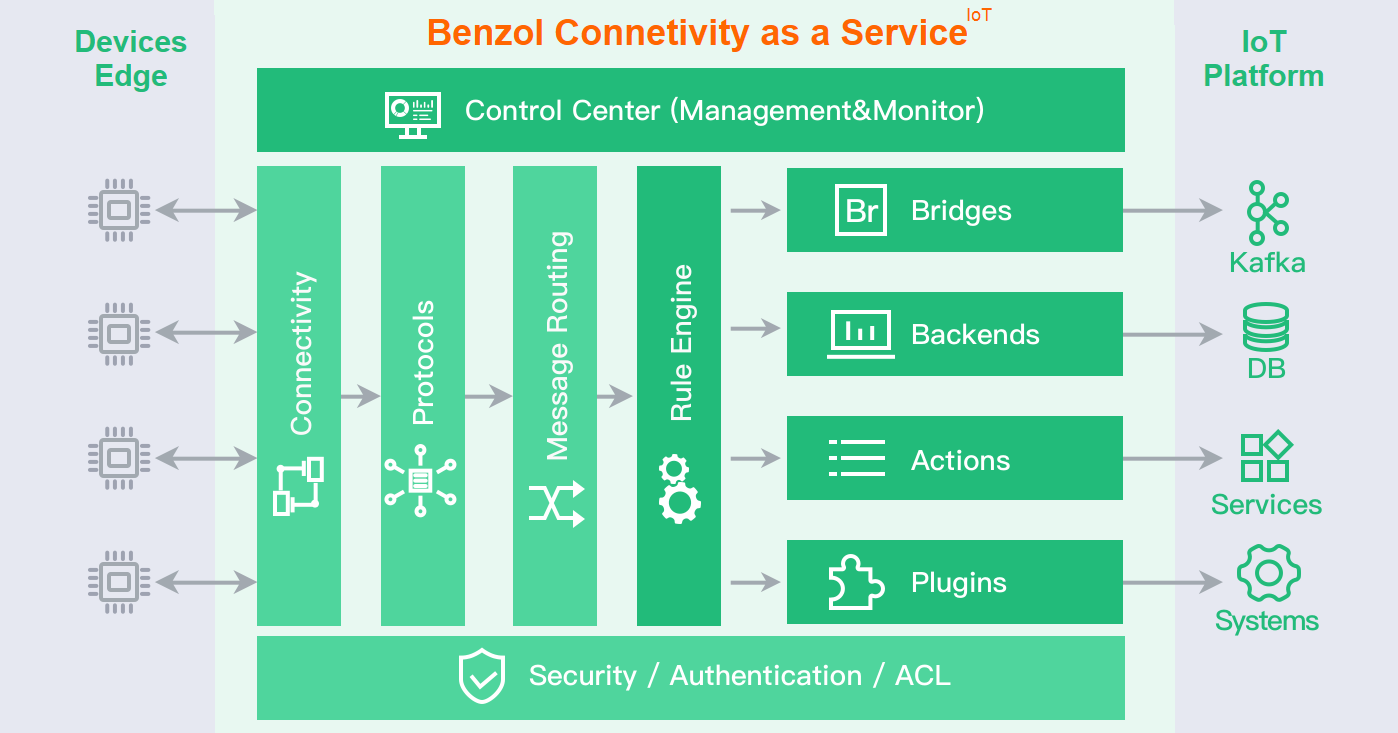 Devices
Edge
Benzol Connetivity as a Service IoT
IoT
Platform
Control Center (Management&Monitor)
Connectivity
Protocols
Message Routing
Rule Engine
Br Bridges
Backends
Actions
Plugins
Kafka
DB
Services
Systems
Security / Authentication / ACL